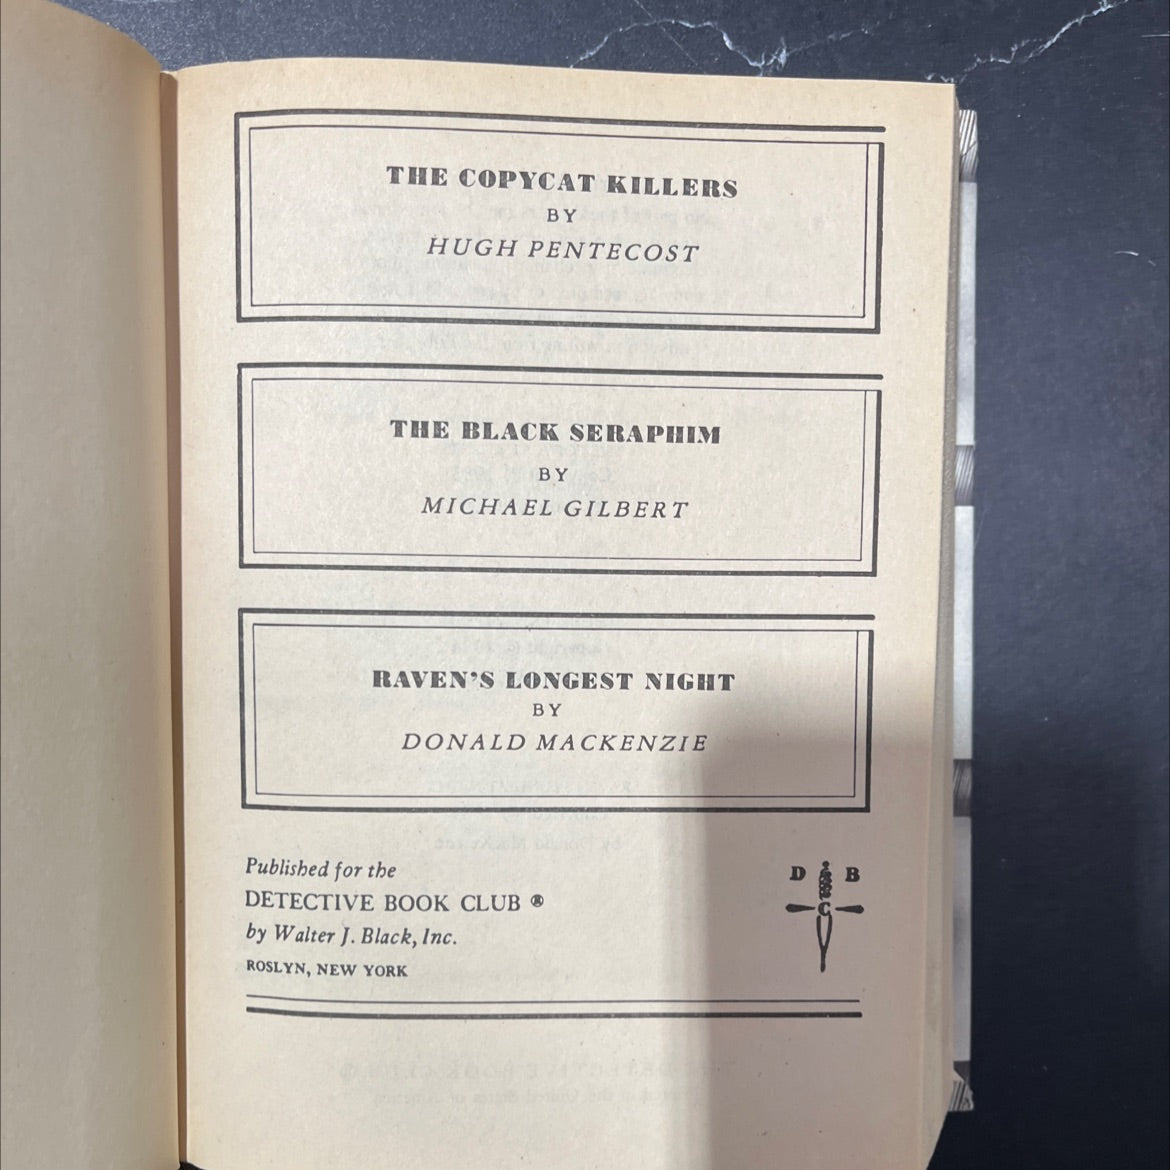 THE COPYCAT KILLERS
BY
HUGH PENTECOST
THE BLACK SERAPHIM
BY
MICHAEL GILBERT
RAVEN'S LONGEST NIGHT
BY
DONALD MACKENZIE
Published for the
DETECTIVE BOOK CLUB ®
by Walter J. Black, Inc.
ROSLYN, NEW YORK
D B
C